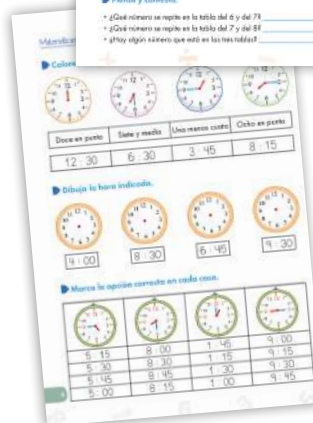 Piensa y contesta.
• ¿Qué número se repite en la tabla del 6 y del 7?
• ¿Qué número se repite en la tabla del 7 y del 8?
• ¿Hay algún número que está en las tres tablas?
Matemáticas
Colorea
Doce en punto Siete y media Una menos cuarto Ocho en punto
12 : 30 6 : 30 3 : 45 8 : 15
Dibuja la hora indicada.
4 : 00 8 : 30 6 : 45 9 : 30
Marca la opción correcta en cada caso.
5 : 15 8 : 00 1 : 45 9 : 00
5 : 30 8 : 30 1 : 15 9 : 15
5 : 45 8 : 45 1 : 30 9 : 30
5 : 00 8 : 15 1 : 00 9 : 45